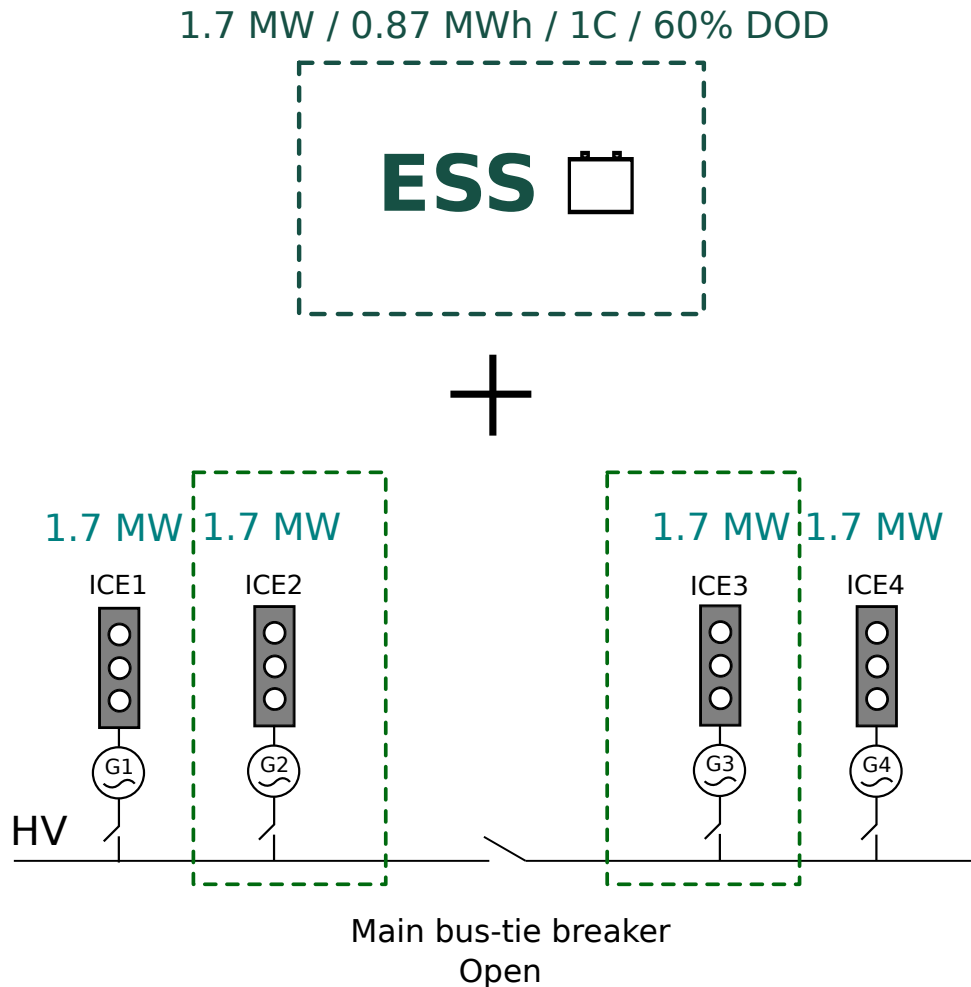 1.7 MW / 0.87 MWh / 1C / 60% DOD
ESS
1.7 MW 1.7 MW 1.7 MW 1.7 MW
ICE1 ICE2 ICE3 ICE4
G1 G2 G3 G4
HV
Main bus-tie breaker
Open